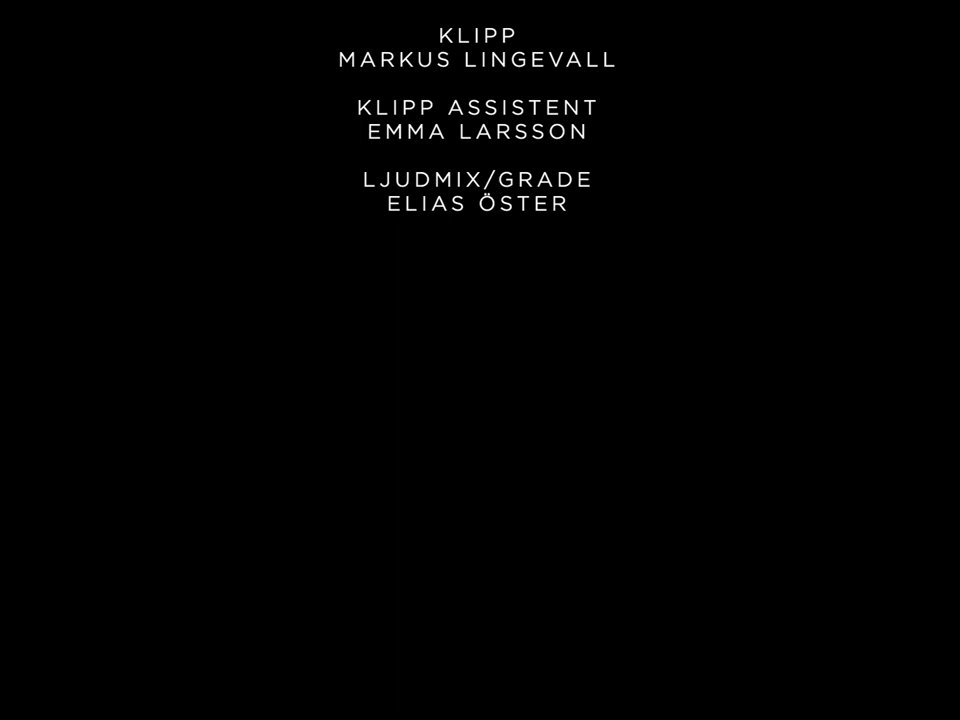 KLIPP
MARKUS LINGEVALL
KLIPP ASSISTENT
EMMA LARSSON
LJUDMIX/GRADE
ELIAS ÖSTER